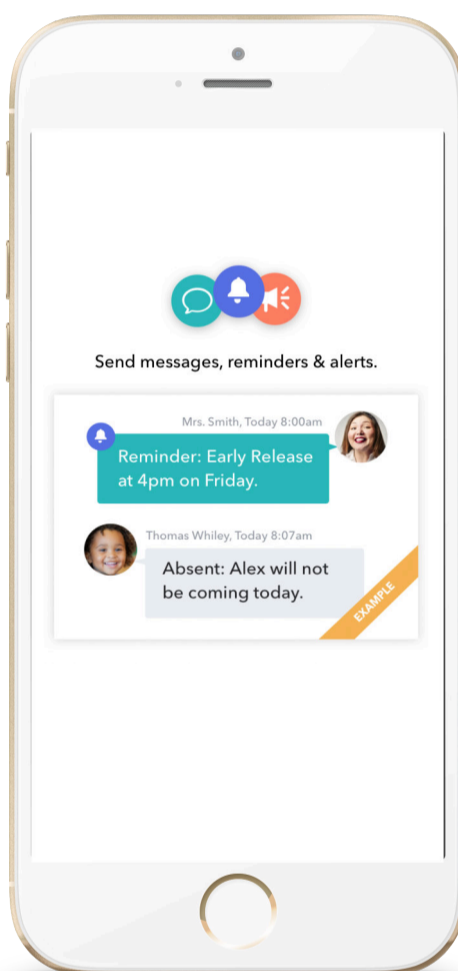 Send messages, reminders & alerts.
Mrs. Smith, Today 8:00am
Reminder: Early Release
at 4pm on Friday.
Thomas Whiley, Today 8:07am
Absent: Alex will not
be coming today.
EXAMPLE